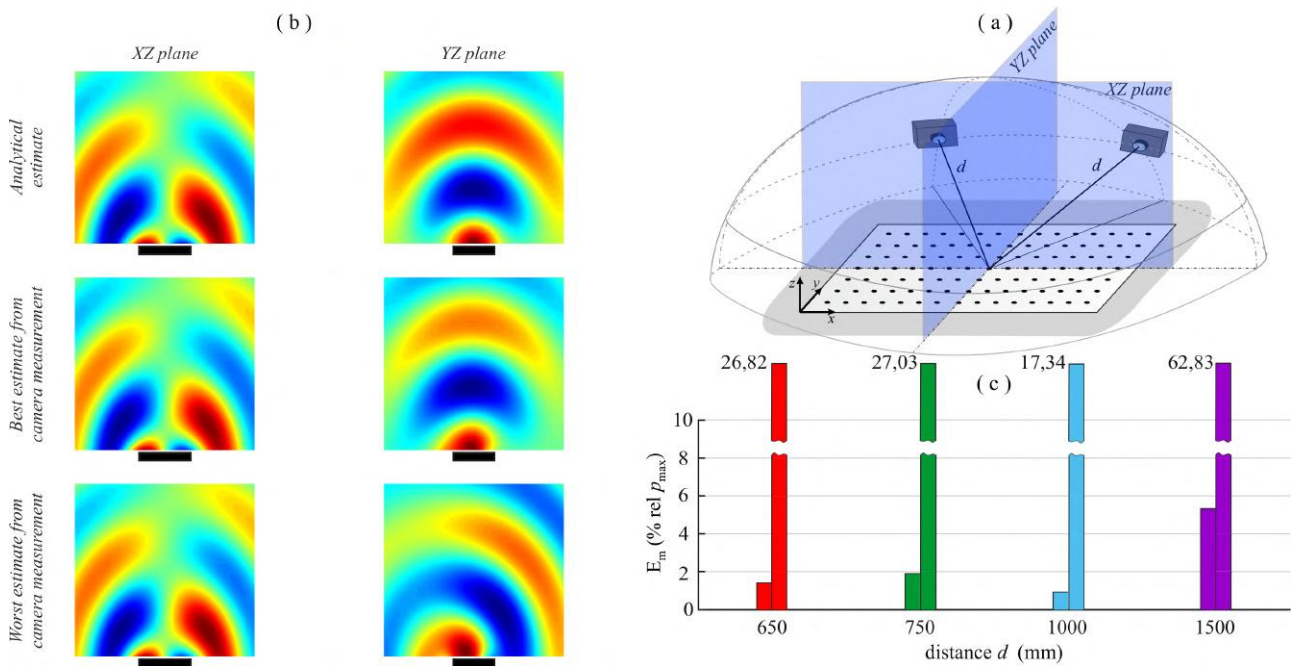 ( b )
XZ plane
YZ plane
Analytical
estimate
Best estimate from
camera measurement
Worst estimate from
camera measurement
( a )
YZ plane
XZ plane
d
d
z
y
x
26,82
27,03
17,34
62,83
( c )
10
8
6
4
2
0
E_m (% rel p_max)
650
750
1000
1500
distance d (mm)